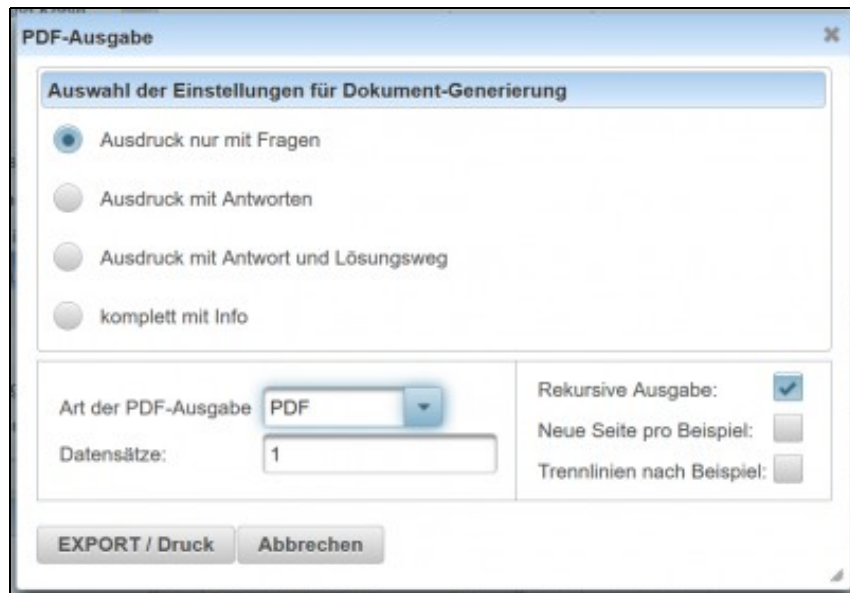 PDF-Ausgabe
Auswahl der Einstellungen für Dokument-Generierung
Ausdruck nur mit Fragen
Ausdruck mit Antworten
Ausdruck mit Antwort und Lösungsweg
komplett mit Info
Art der PDF-Ausgabe PDF
Datensätze: 1
Rekursive Ausgabe:
Neue Seite pro Beispiel:
Trennlinien nach Beispiel:
EXPORT / Druck Abbrechen